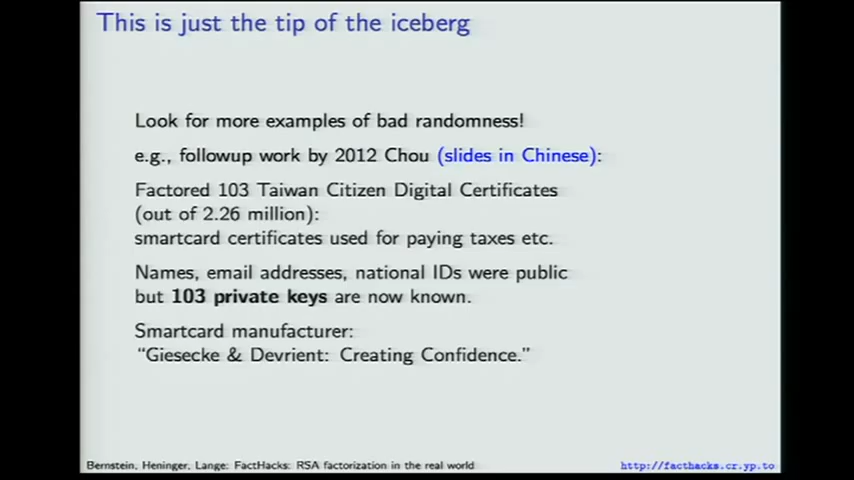 This is just the tip of the iceberg
Look for more examples of bad randomness!
e.g., followup work by 2012 Chou (slides in Chinese):
Factored 103 Taiwan Citizen Digital Certificates
(out of 2.26 million):
smartcard certificates used for paying taxes etc.
Names, email addresses, national IDs were public
but 103 private keys are now known.
Smartcard manufacturer:
“Giesecke & Devrient: Creating Confidence.”
Bernstein, Heninger, Lange: FactHacks: RSA factorization in the real world
http://facthacks.cr.yp.to